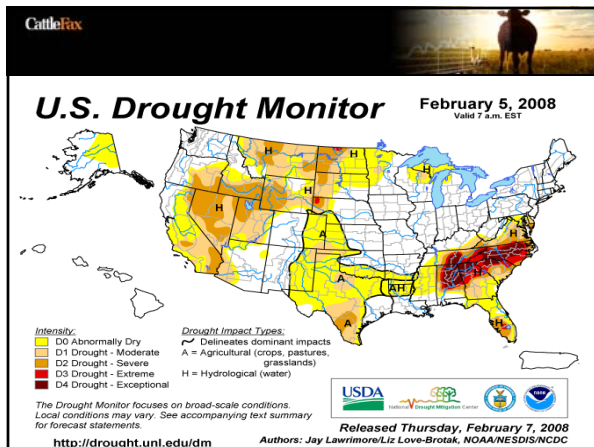 CattleFax
U.S. Drought Monitor
February 5, 2008
Valid 7 a.m. EST
H
H
H
H
H
H
A
A
AH
A
H
H
Intensity:
D0 Abnormally Dry
D1 Drought - Moderate
D2 Drought - Severe
D3 Drought - Extreme
D4 Drought - Exceptional
Drought Impact Types:
Delineates dominant impacts
A = Agricultural (crops, pastures,
grasslands)
H = Hydrological (water)
The Drought Monitor focuses on broad-scale conditions.
Local conditions may vary. See accompanying text summary
for forecast statements.
http://drought.unl.edu/dm
USDA
National Drought Mitigation Center
Released Thursday, February 7, 2008
Authors: Jay Lawrimore/Liz Love-Brotak, NOAA/NESDIS/NCDC